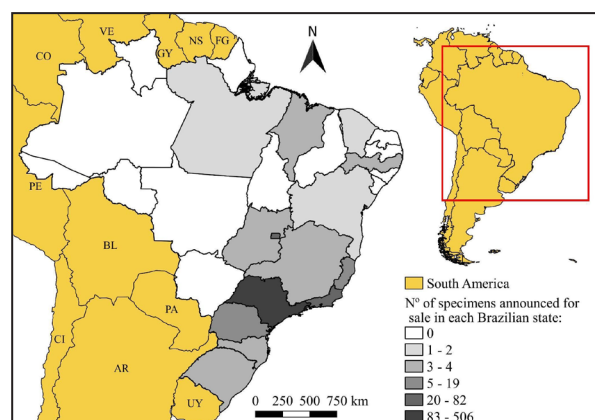 VE
GY
NS
FG
CO
N
PE
BL
PA
CI
AR
UY
0 250 500 750 km
South America
Nº of specimens announced for
sale in each Brazilian state:
0
1 - 2
3 - 4
5 - 19
20 - 82
83 - 506